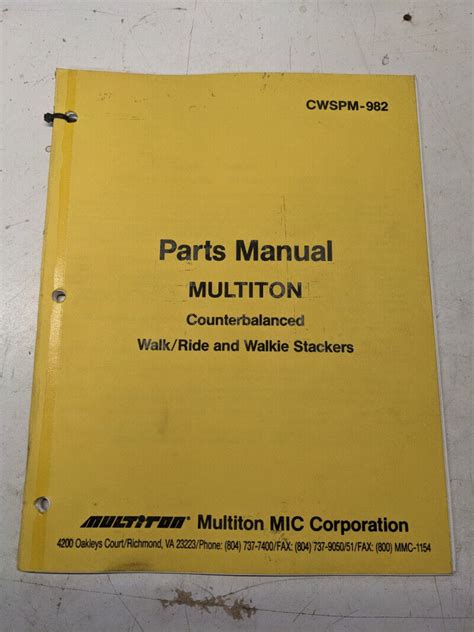 CWSPM-982
Parts Manual
MULTITON
Counterbalanced
Walk/Ride and Walkie Stackers
MULTITON® Multiton MIC Corporation
4200 Oakleys Court/Richmond, VA 23223/Phone: (804) 737-7400/FAX: (804) 737-9050/51/FAX: (800) MMC-1154